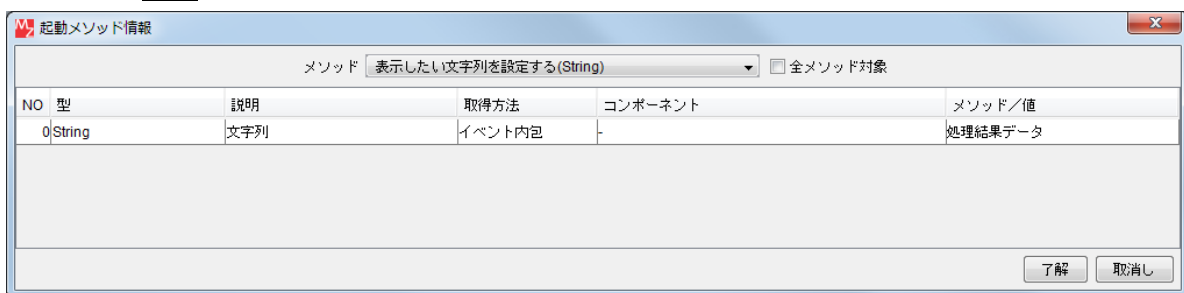 起動メソッド情報
メソッド 表示したい文字列を設定する(String) 全メソッド対象
NO 型 説明 取得方法 コンポーネント メソッド／値
0 String 文字列 イベント内包 - 処理結果データ
了解 取消し